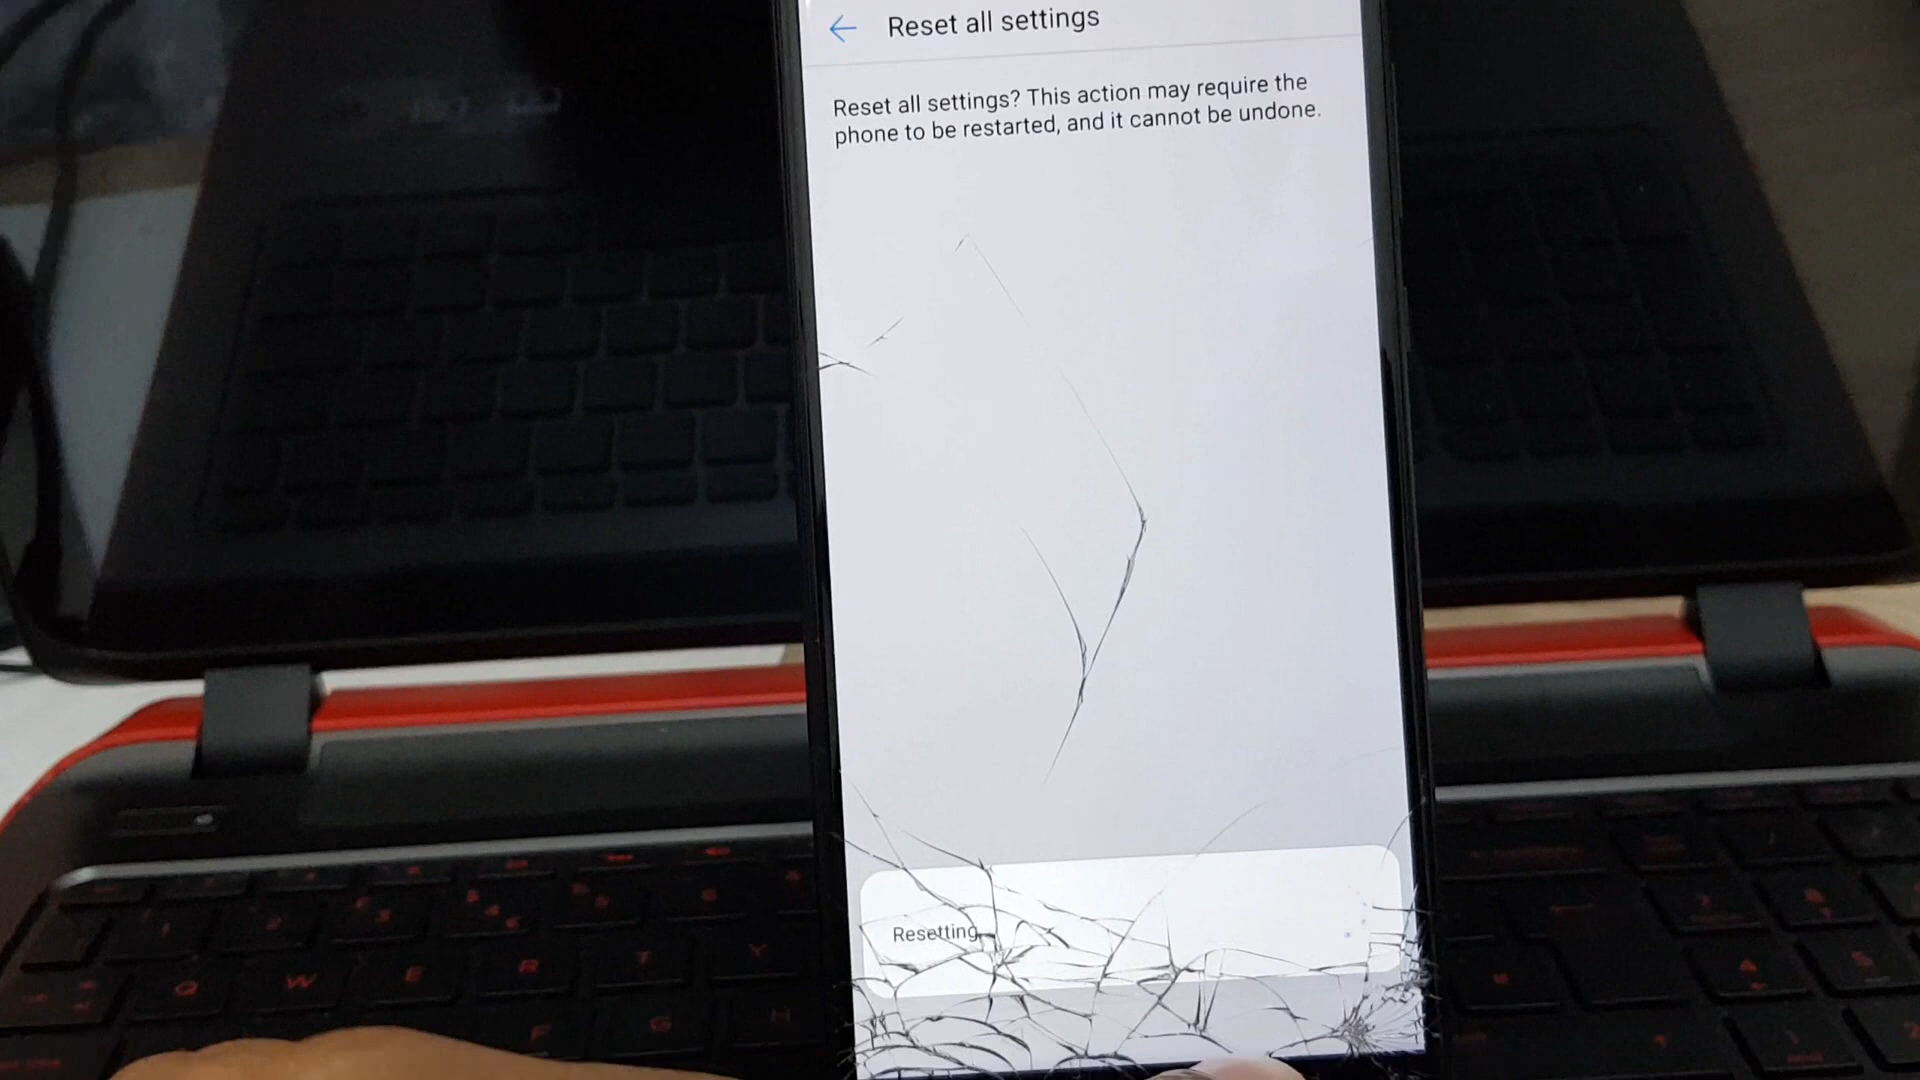 Reset all settings
Reset all settings? This action may require the
phone to be restarted, and it cannot be undone.
Resetting
Q
W
E
R
T
Y
F
G
H